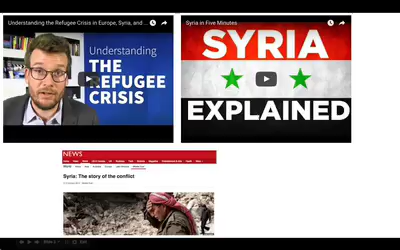 Understanding the Refugee Crisis in Europe, Syria, and ...
Understanding
THE
REFUGEE
CRISIS
Syria in Five Minutes
SYRIA
EXPLAINED
NEWS
Syria: The story of the conflict